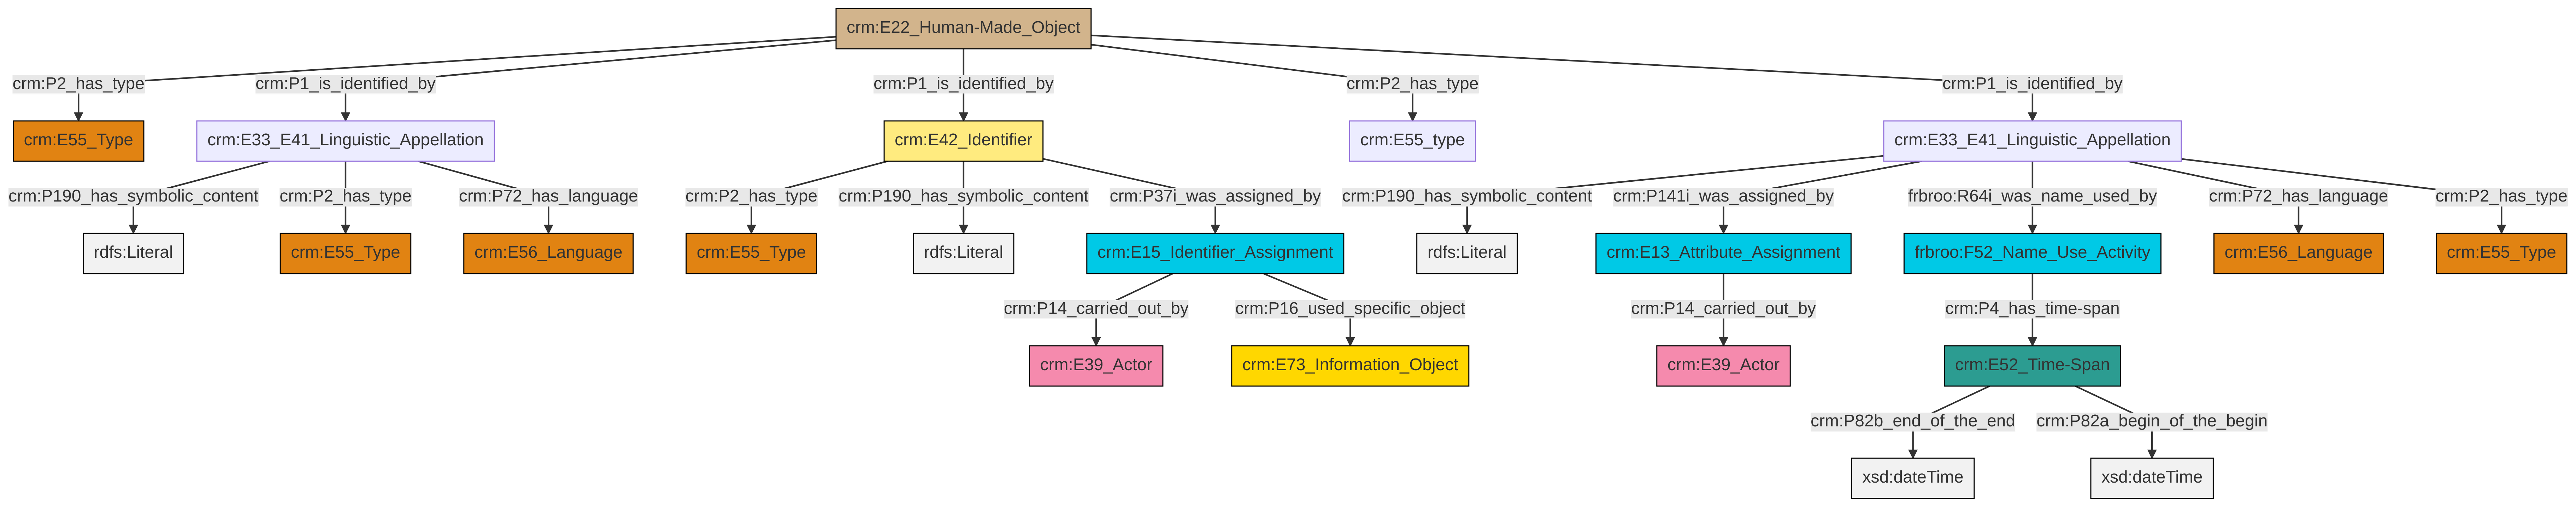 crm:E22_Human-Made_Object
crm:P2_has_type
crm:P1_is_identified_by
crm:P1_is_identified_by
crm:P2_has_type
crm:P1_is_identified_by
crm:E55_Type
crm:E33_E41_Linguistic_Appellation
crm:E42_Identifier
crm:E55_type
crm:E33_E41_Linguistic_Appellation
crm:P190_has_symbolic_content
crm:P2_has_type
crm:P72_has_language
crm:P2_has_type
crm:P190_has_symbolic_content
crm:P37i_was_assigned_by
crm:P190_has_symbolic_content
crm:P141i_was_assigned_by
frbroo:R64i_was_name_used_by
crm:P72_has_language
crm:P2_has_type
rdfs:Literal
crm:E55_Type
crm:E56_Language
crm:E55_Type
rdfs:Literal
crm:E15_Identifier_Assignment
rdfs:Literal
crm:E13_Attribute_Assignment
frbroo:F52_Name_Use_Activity
crm:E56_Language
crm:E55_Type
crm:P14_carried_out_by
crm:P16_used_specific_object
crm:P14_carried_out_by
crm:P4_has_time-span
crm:E39_Actor
crm:E73_Information_Object
crm:E39_Actor
crm:E52_Time-Span
crm:P82b_end_of_the_end
crm:P82a_begin_of_the_begin
xsd:dateTime
xsd:dateTime